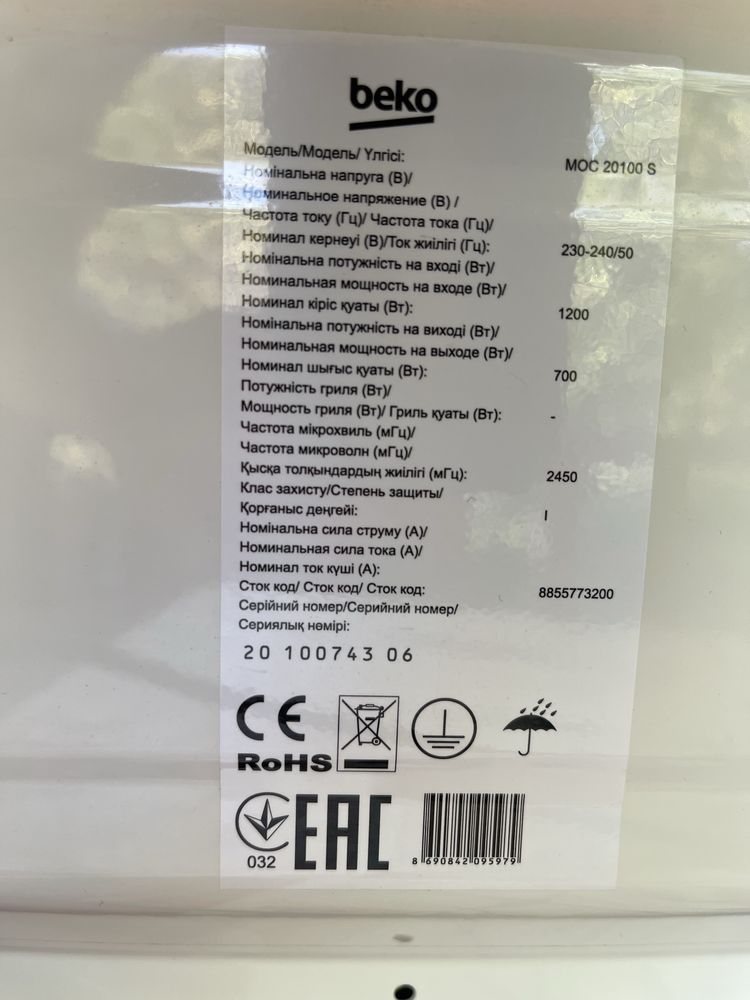 beko
Модель/Модель/ Үлгісі: MOC 20100 S
Номінальна напруга (В)/
Номинальное напряжение (В) /
Частота току (Гц)/ Частота тока (Гц)/
Номинал кернеуі (В)/Ток жиілігі (Гц): 230-240/50
Номінальна потужність на вході (Вт)/
Номинальная мощность на входе (Вт)/
Номинал кіріс қуаты (Вт): 1200
Номінальна потужність на виході (Вт)/
Номинальная мощность на выходе (Вт)/
Номинал шығыс қуаты (Вт): 700
Потужність гриля (Вт)/
Мощность гриля (Вт)/ Гриль қуаты (Вт): -
Частота мікрохвиль (мГц)/
Частота микроволн (мГц)/
Қысқа толқындардың жиілігі (мГц): 2450
Клас захисту/Степень защиты/
Қорғаныс деңгейі: I
Номінальна сила струму (А)/
Номинальная сила тока (А)/
Номинал ток күші (А):
Сток код/ Сток код/ Сток код: 8855773200
Серійний номер/Серийний номер/
Сериялық нөмірі:
20 100743 06
CE
RoHS
032
EAC
8 690842 095979